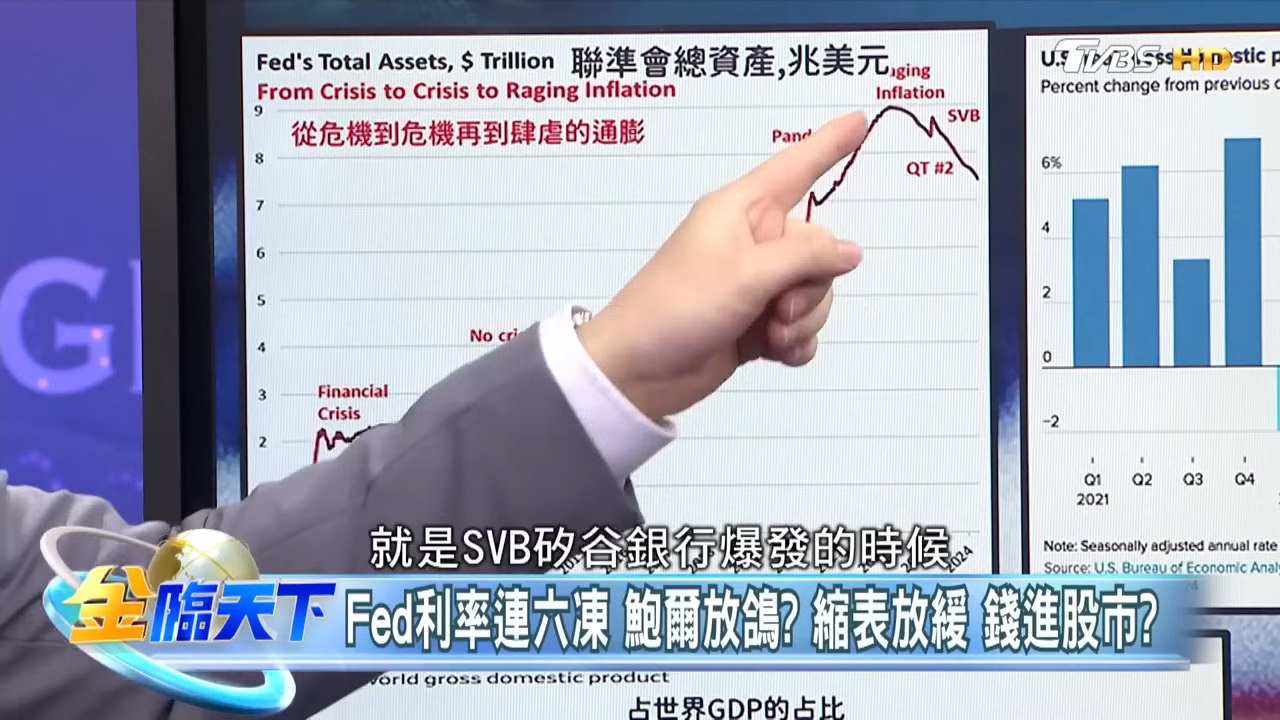 Fed's Total Assets, $ Trillion 聯準會總資產,兆美元
From Crisis to Crisis to Raging Inflation
從危機到危機再到肆虐的通膨
Inflation
SVB
QT #2
Financial
Crisis
9
8
7
6
5
4
3
2
2024
TVBS HD
Percent change from previous
6%
4
2
0
-2
Q1 Q2 Q3 Q4
2021
Note: Seasonally adjusted annual rate
Source: U.S. Bureau of Economic
就是SVB矽谷銀行爆發的時候
金臨天下
Fed利率連六凍 鮑爾放鴿? 縮表放緩 錢進股市?
world gross domestic product
占世界GDP的占比